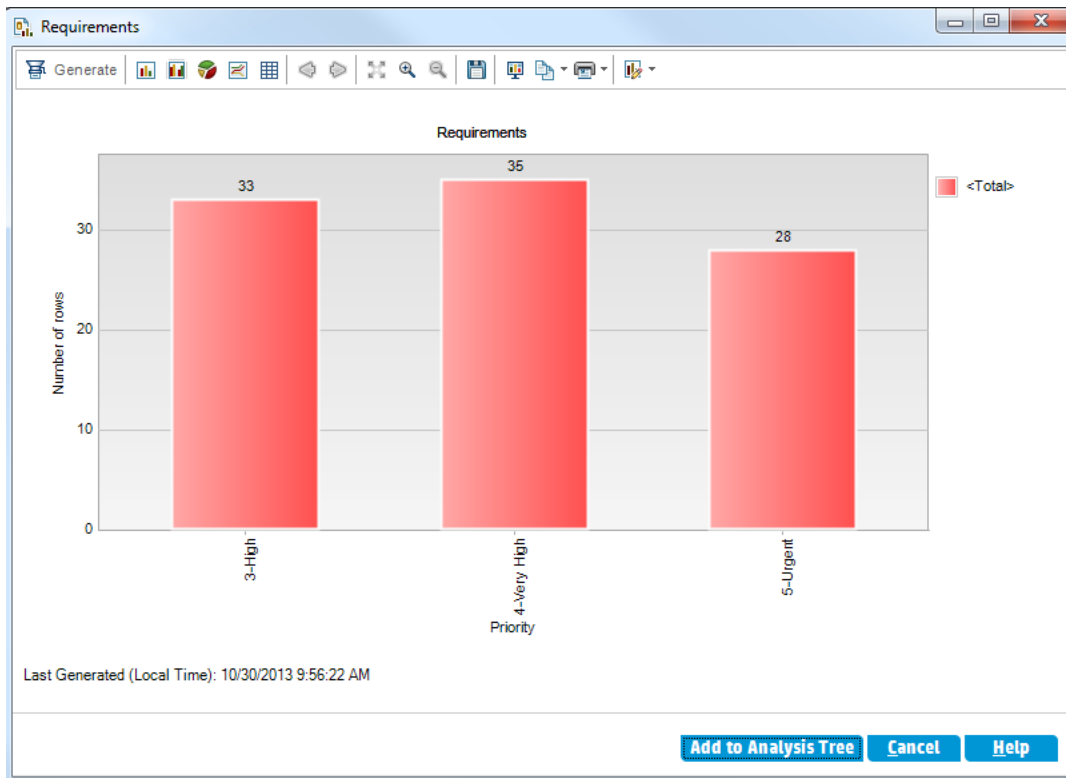 Requirements
Generate
Requirements
33
35
28
<Total>
30
20
10
0
Number of rows
3-High
4-Very High
5-Urgent
Priority
Last Generated (Local Time): 10/30/2013 9:56:22 AM
Add to Analysis Tree
Cancel
Help